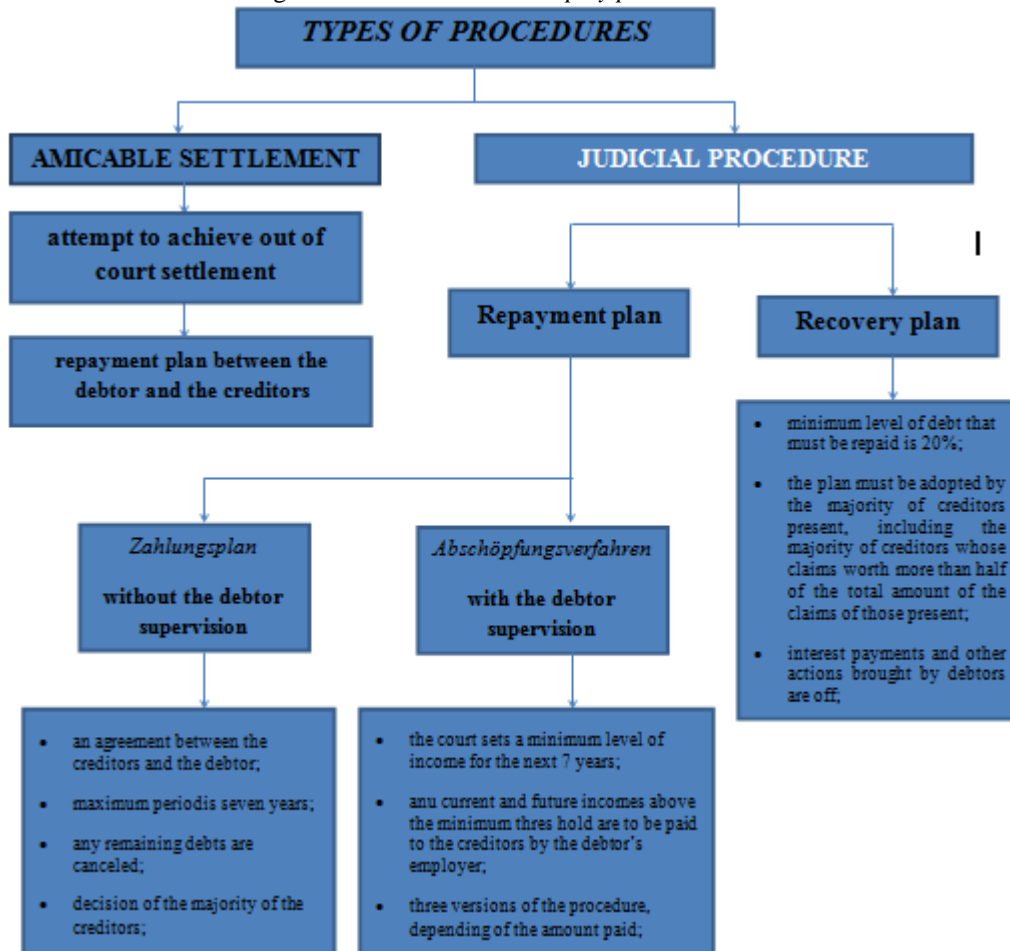 TYPES OF PROCEDURES
AMICABLE SETTLEMENT
JUDICIAL PROCEDURE
attempt to achieve out of
court settlement
repayment plan between the
debtor and the creditors
Repayment plan
Recovery plan
• minimum level of debt that
must be repaid is 20%;
• the plan must be adopted by
the majority of creditors
present, including the
majority of creditors whose
claims worth more than half
of the total amount of the
claims of those present;
• interest payments and other
actions brought by debtors
are off;
Zahlungsplan
without the debtor
supervision
Abschöpfungsverfahren
with the debtor
supervision
• an agreement between the
creditors and the debtor;
• maximum periodis seven years;
• any remaining debts are
canceled;
• decision of the majority of the
creditors;
• the court sets a minimum level of
income for the next 7 years;
• anu current and future incomes above
the minimum thres hold are to be paid
to the creditors by the debtor's
employer;
• three versions of the procedure,
depending of the amount paid;